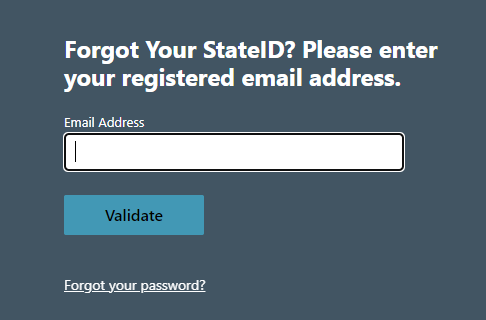 Forgot Your StateID? Please enter
your registered email address.
Email Address
Validate
Forgot your password?